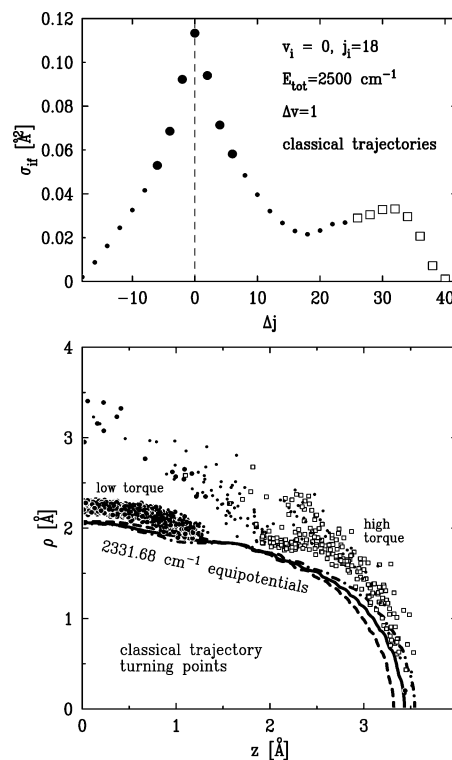 0.12
0.1
0.08
0.06
0.04
0.02
0
σif [Å²]
vi = 0, ji=18
Etot=2500 cm−1
Δv=1
classical trajectories
−10 0 10 20 30 40
Δj
4
3
2
1
0
ρ [Å]
low torque
high
torque
2331.68 cm−1 equipotentials
classical trajectory
turning points
0 1 2 3
z [Å]